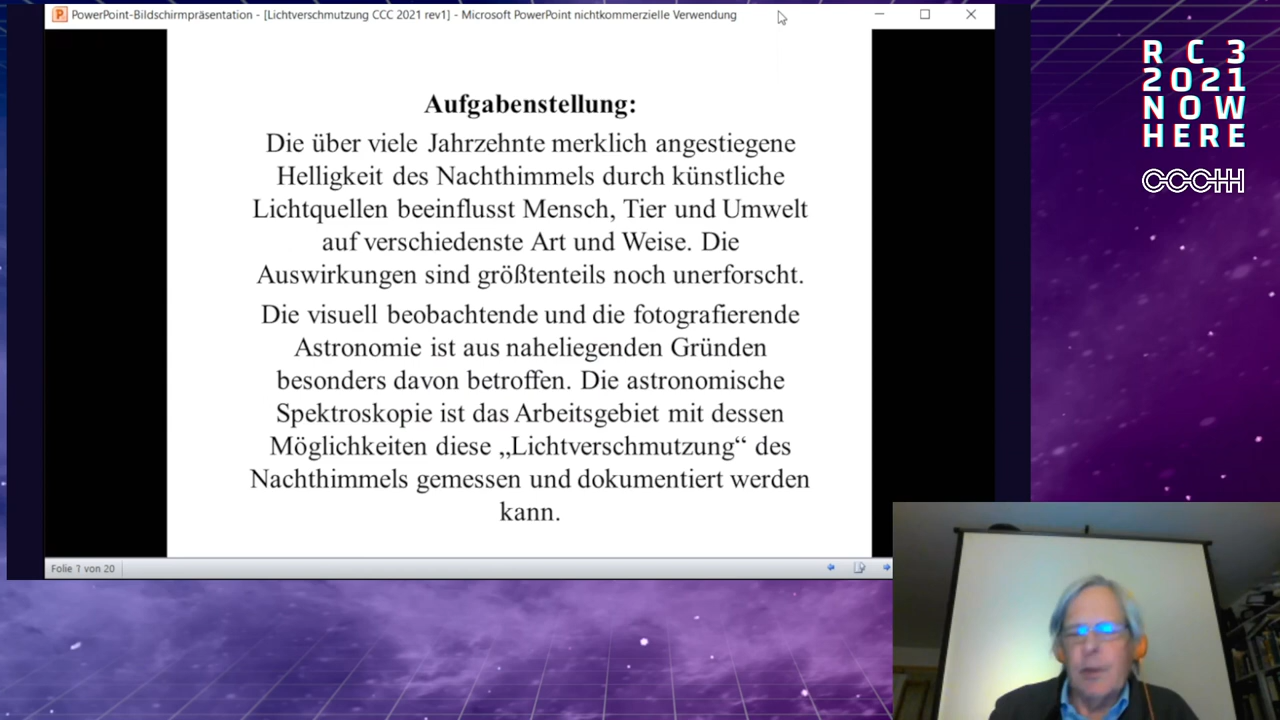 PowerPoint-Bildschirmpräsentation - [Lichtverschmutzung CCC 2021 rev1] - Microsoft PowerPoint nichtkommerzielle Verwendung
RC3
2021
NOW
HERE
Aufgabenstellung:
Die über viele Jahrzehnte merklich angestiegene
Helligkeit des Nachthimmels durch künstliche
Lichtquellen beeinflusst Mensch, Tier und Umwelt
auf verschiedenste Art und Weise. Die
Auswirkungen sind größtenteils noch unerforscht.
Die visuell beobachtende und die fotografierende
Astronomie ist aus naheliegenden Gründen
besonders davon betroffen. Die astronomische
Spektroskopie ist das Arbeitsgebiet mit dessen
Möglichkeiten diese „Lichtverschmutzung“ des
Nachthimmels gemessen und dokumentiert werden
kann.
Folie 1 von 20